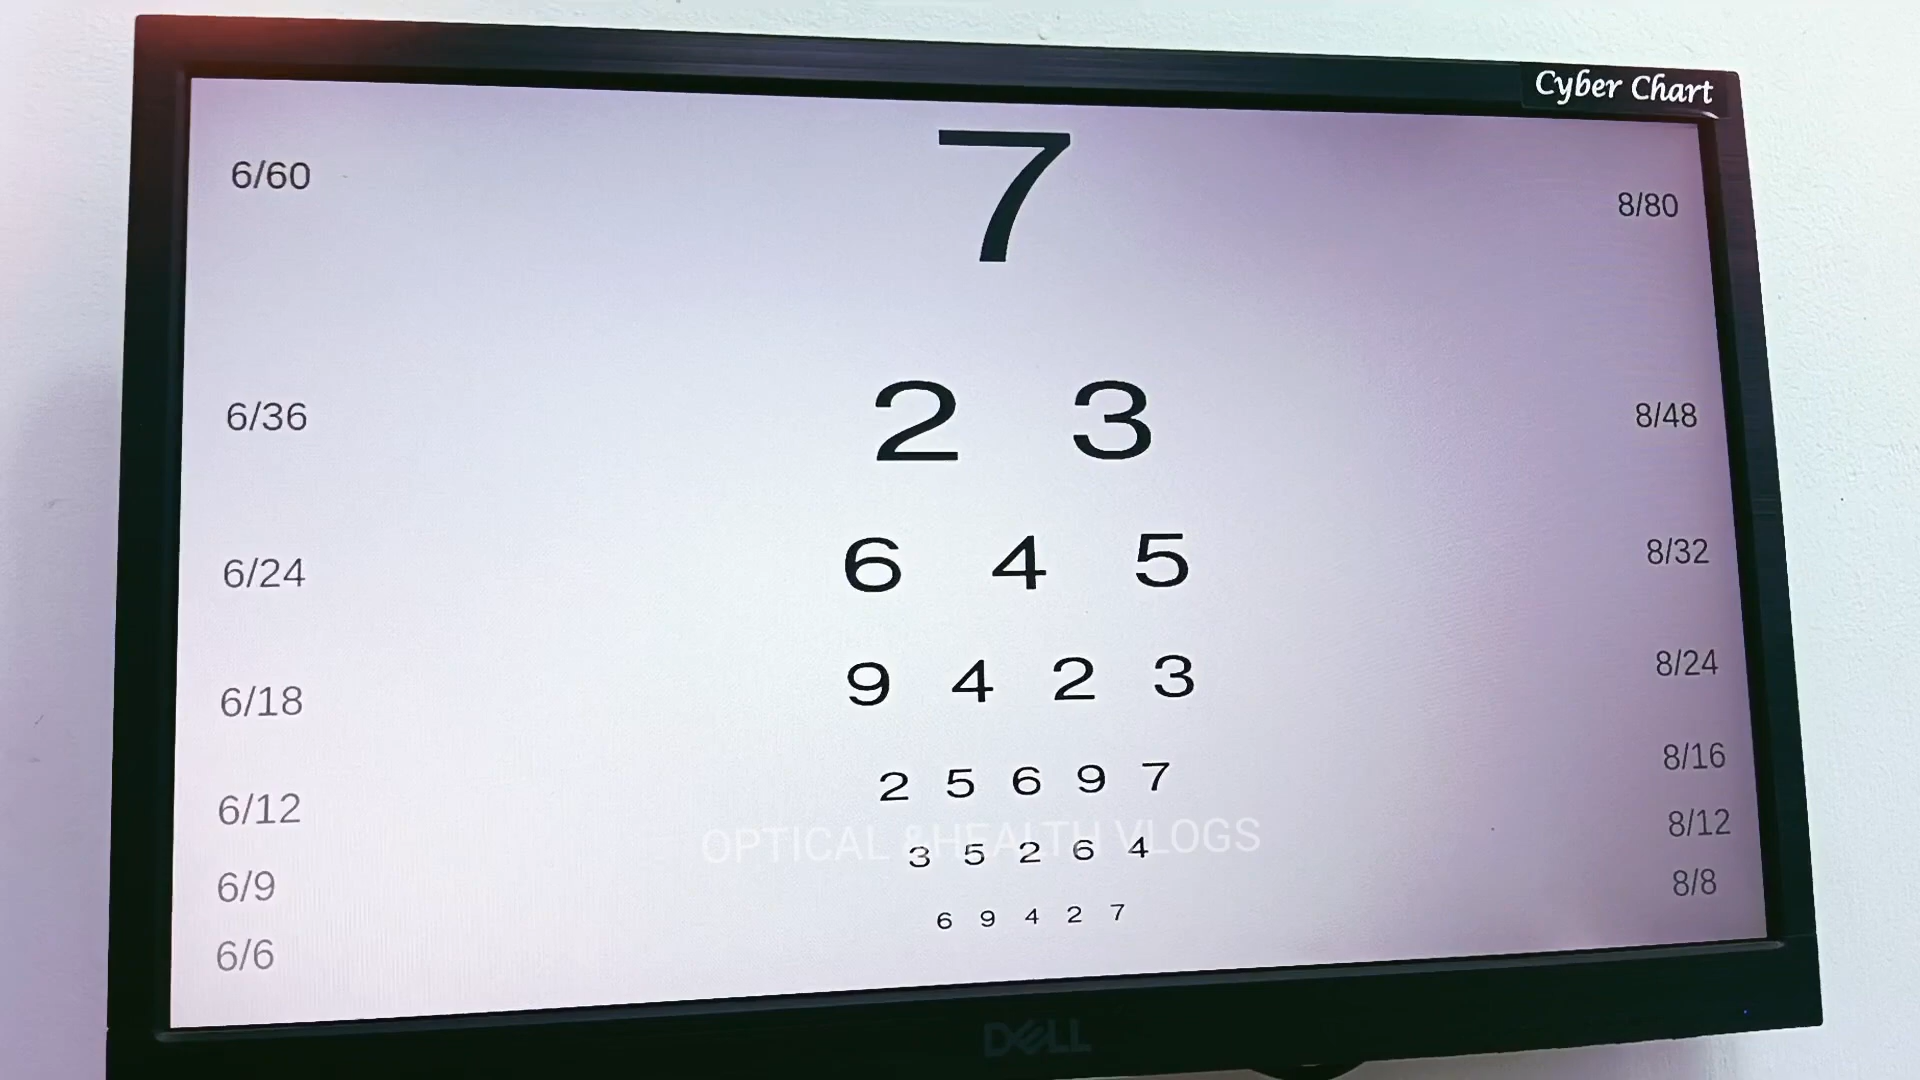 Cyber Chart
6/60 7 8/80
6/36 2 3 8/48
6/24 6 4 5 8/32
6/18 9 4 2 3 8/24
6/12 2 5 6 9 7 8/16
OPTICAL &HEALTH VLOGS
6/9 3 5 2 6 4 8/12
6/6 6 9 4 2 7 8/8
DELL